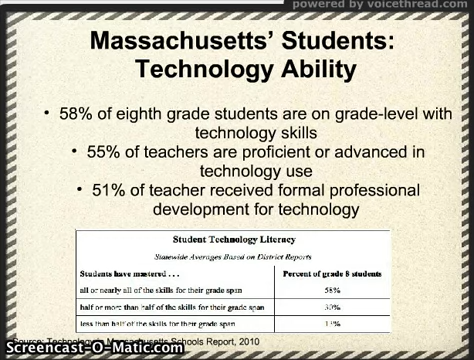 powered by voicethread.com
Massachusetts' Students:
Technology Ability
• 58% of eighth grade students are on grade-level with
technology skills
• 55% of teachers are proficient or advanced in
technology use
• 51% of teacher received formal professional
development for technology
Student Technology Literacy
Statewide Averages Based on District Reports
Students have mastered . . . Percent of grade 8 students
all or nearly all of the skills for their grade span 58%
half or more than half of the skills for their grade span 30%
less than half of the skills for their grade span 13%
Source: Technology in Massachusetts Schools Report, 2010
Screencast-O-Matic.com